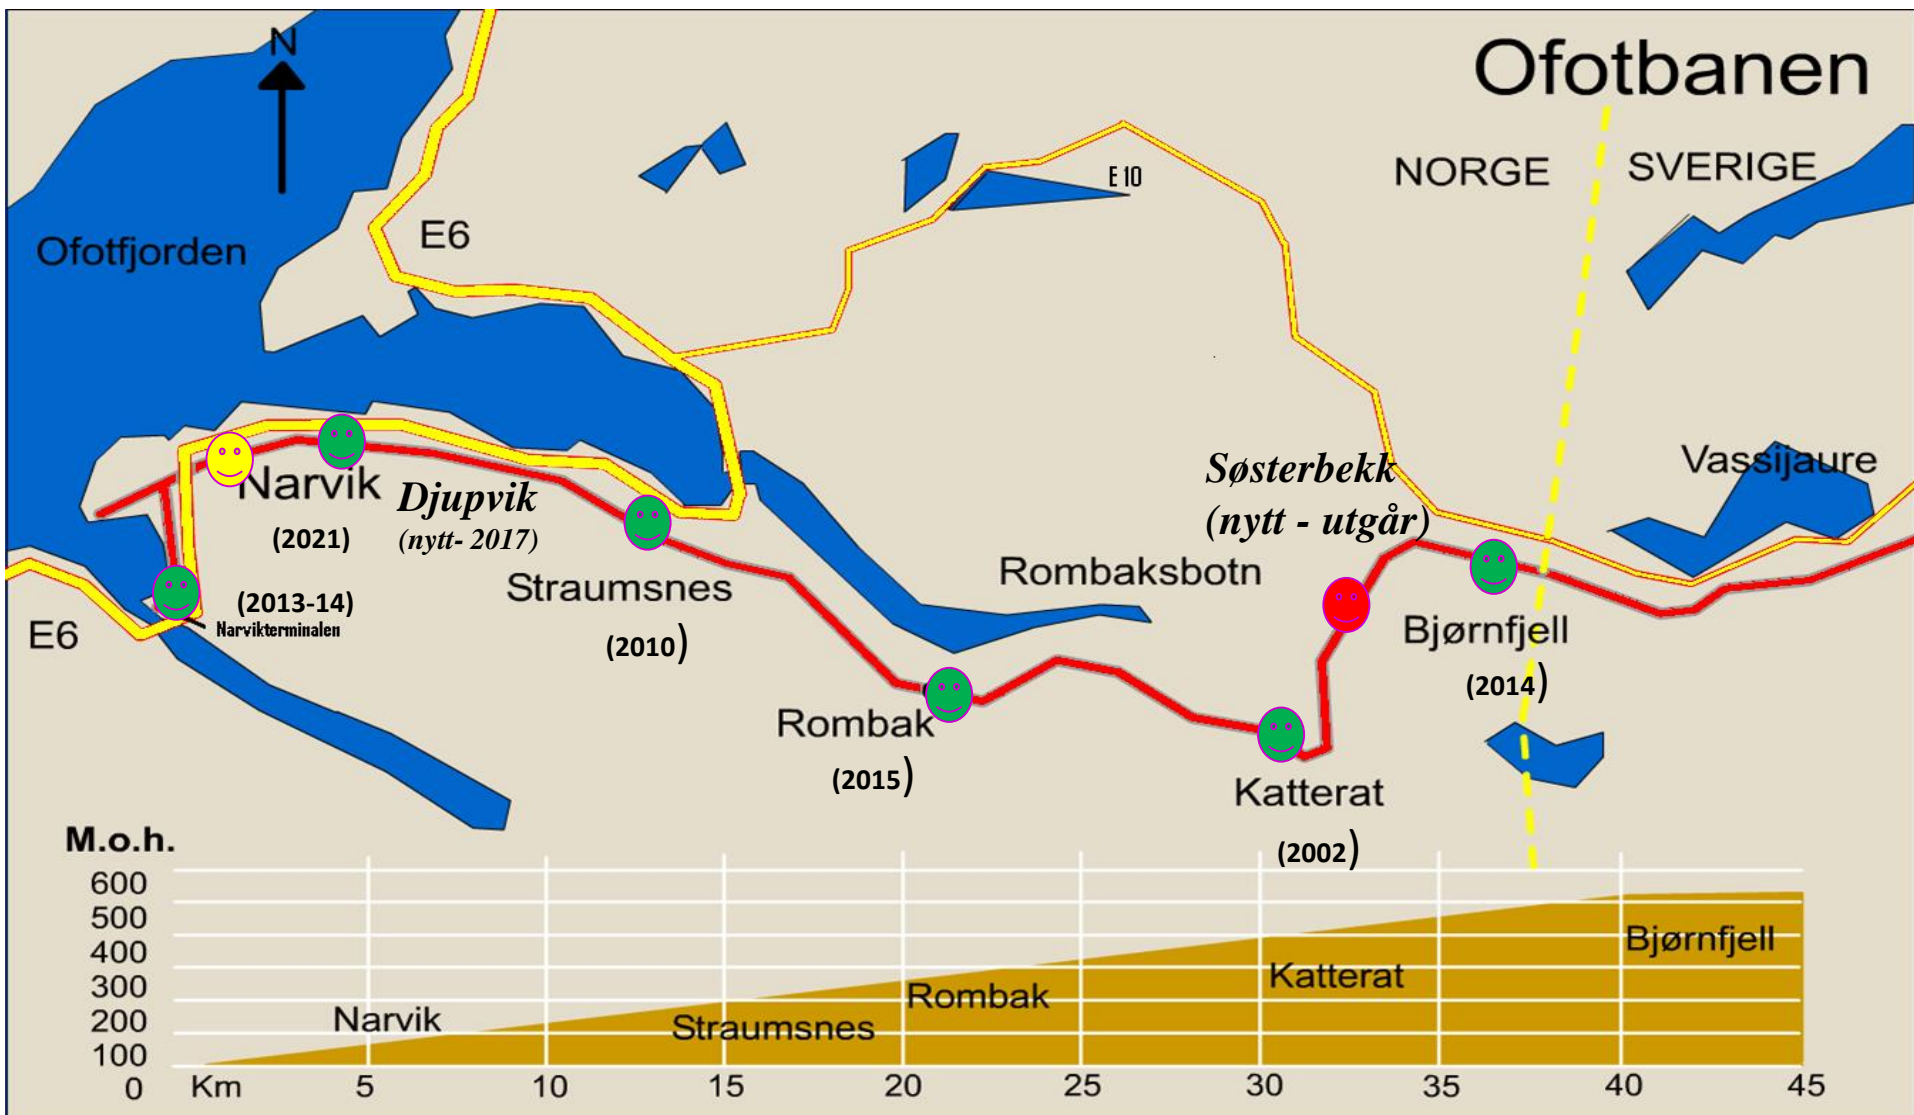 N
Ofotbanen
NORGE
SVERIGE
E 10
E6
Ofotfjorden
Vassijaure
Søsterbekk
(nytt - utgår)
Narvik
(2021)
Djupvik
(nytt- 2017)
Straumsnes
(2010)
Rombaksbotn
Bjørnfjell
(2014)
(2013-14)
Narvikterminalen
E6
Rombak
(2015)
Katterat
(2002)
M.o.h.
600
500
400
300
200
100
0
Bjørnfjell
Katterat
Rombak
Straumsnes
Narvik
Km 5 10 15 20 25 30 35 40 45